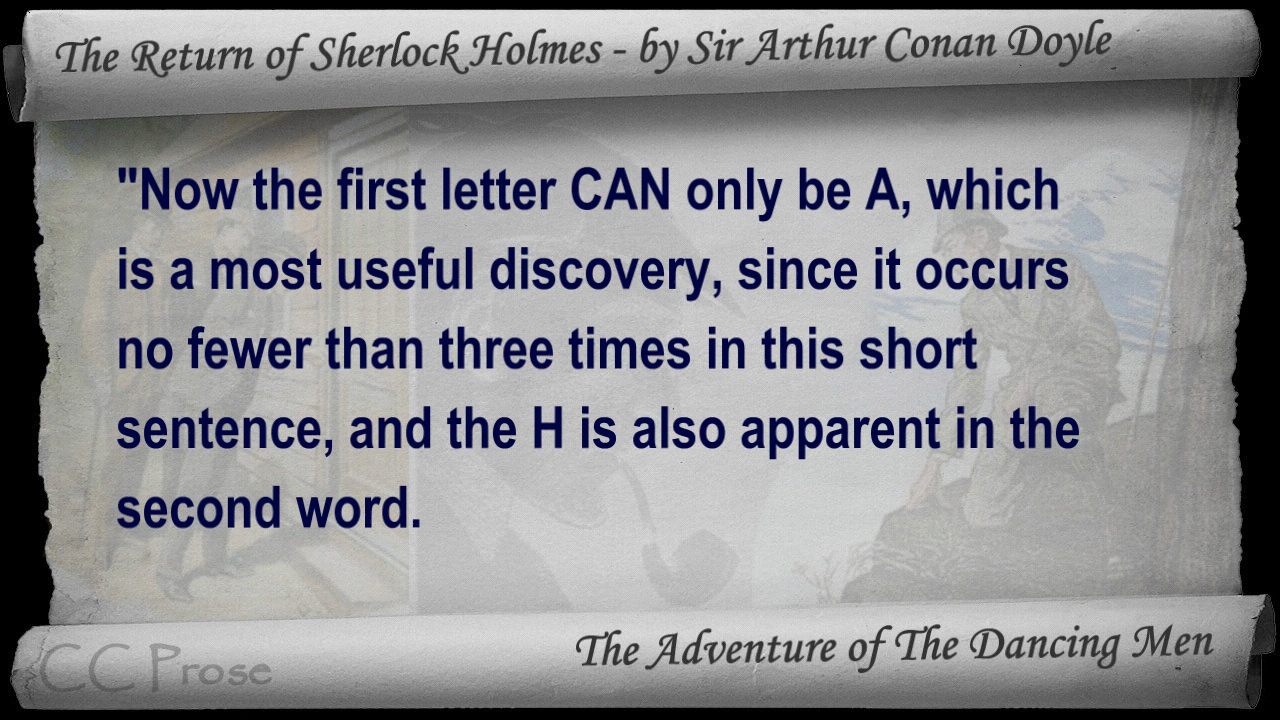 The Return of Sherlock Holmes - by Sir Arthur Conan Doyle
"Now the first letter CAN only be A, which
is a most useful discovery, since it occurs
no fewer than three times in this short
sentence, and the H is also apparent in the
second word.
The Adventure of The Dancing Men
CC Prose